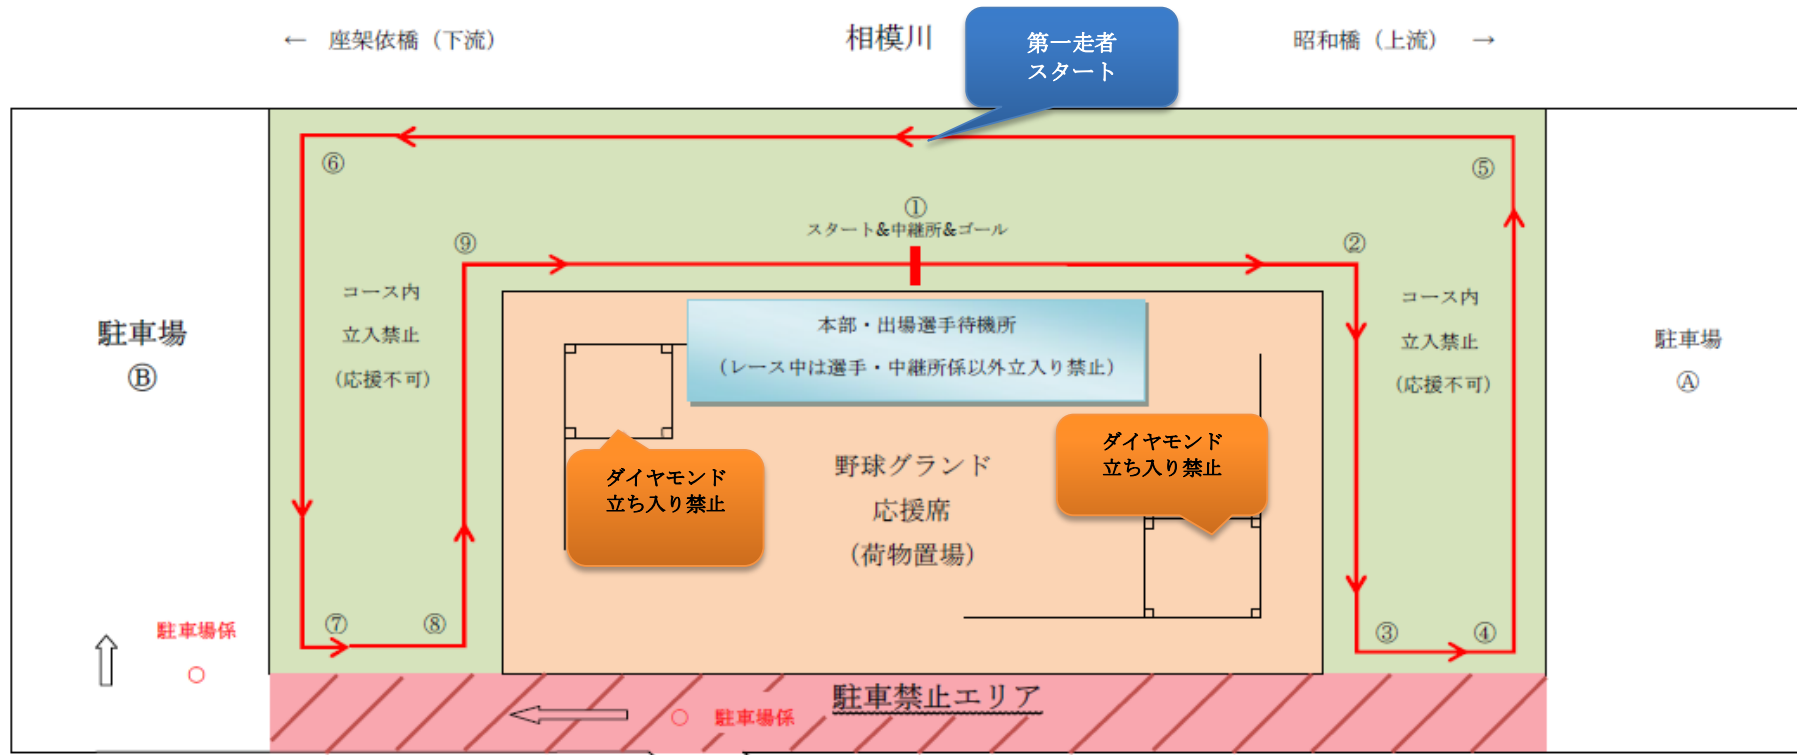 ← 座架依橋（下流）
相模川
第一走者
スタート
昭和橋（上流） →
⑥
⑤
①
スタート&中継所&ゴール
⑨
②
コース内
立入禁止
（応援不可）
コース内
立入禁止
（応援不可）
駐車場
Ⓑ
本部・出場選手待機所
（レース中は選手・中継所係以外立入り禁止）
駐車場
Ⓐ
ダイヤモンド
立ち入り禁止
野球グランド
応援席
（荷物置場）
ダイヤモンド
立ち入り禁止
⑦
⑧
③
④
駐車場係
○
駐車禁止エリア
○ 駐車場係